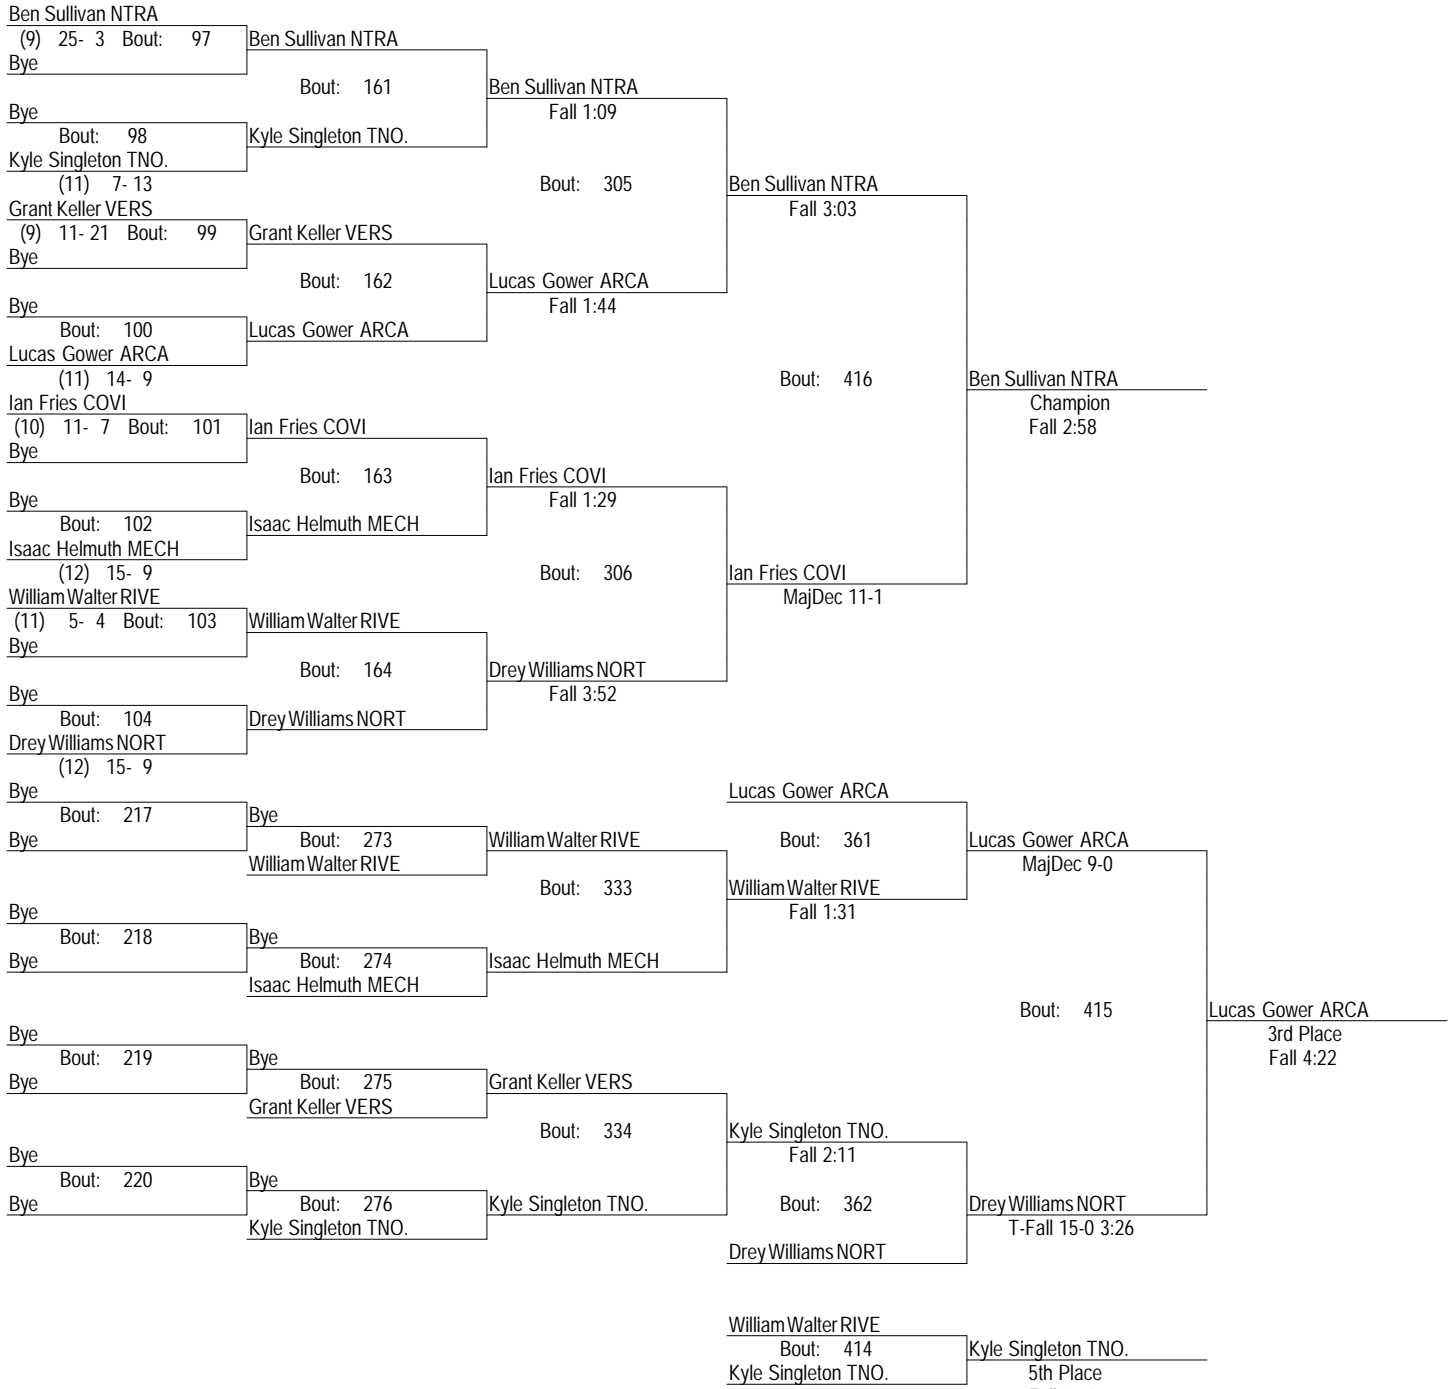 Ben Sullivan NTRA
(9) 25- 3 Bout: 97 Ben Sullivan NTRA
Bye
Bout: 161 Ben Sullivan NTRA
Bye Fall 1:09
Bout: 98 Kyle Singleton TNO.
Kyle Singleton TNO.
(11) 7- 13 Bout: 305 Ben Sullivan NTRA
Grant Keller VERS Fall 3:03
(9) 11- 21 Bout: 99 Grant Keller VERS
Bye
Bout: 162 Lucas Gower ARCA
Bye Fall 1:44
Bout: 100 Lucas Gower ARCA
Lucas Gower ARCA
(11) 14- 9 Bout: 416 Ben Sullivan NTRA
Ian Fries COVI Champion
(10) 11- 7 Bout: 101 Ian Fries COVI Fall 2:58
Bye
Bout: 163 Ian Fries COVI
Bye Fall 1:29
Bout: 102 Isaac Helmuth MECH
Isaac Helmuth MECH
(12) 15- 9 Bout: 306 Ian Fries COVI
William Walter RIVE MajDec 11-1
(11) 5- 4 Bout: 103 William Walter RIVE
Bye
Bout: 164 Drey Williams NORT
Bye Fall 3:52
Bout: 104 Drey Williams NORT
Drey Williams NORT
(12) 15- 9
Bye Lucas Gower ARCA
Bout: 217 Bye
Bye Bout: 273 William Walter RIVE Bout: 361 Lucas Gower ARCA
William Walter RIVE MajDec 9-0
Bout: 333 William Walter RIVE
Bye Fall 1:31
Bout: 218 Bye
Bye Bout: 274 Isaac Helmuth MECH
Isaac Helmuth MECH
Bout: 415 Lucas Gower ARCA
Bye 3rd Place
Bout: 219 Bye Fall 4:22
Bye Bout: 275 Grant Keller VERS
Grant Keller VERS
Bout: 334 Kyle Singleton TNO.
Bye Fall 2:11
Bout: 220 Bye
Bye Bout: 276 Kyle Singleton TNO. Bout: 362 Drey Williams NORT
Kyle Singleton TNO. T-Fall 15-0 3:26
Drey Williams NORT
William Walter RIVE
Bout: 414 Kyle Singleton TNO.
Kyle Singleton TNO. 5th Place